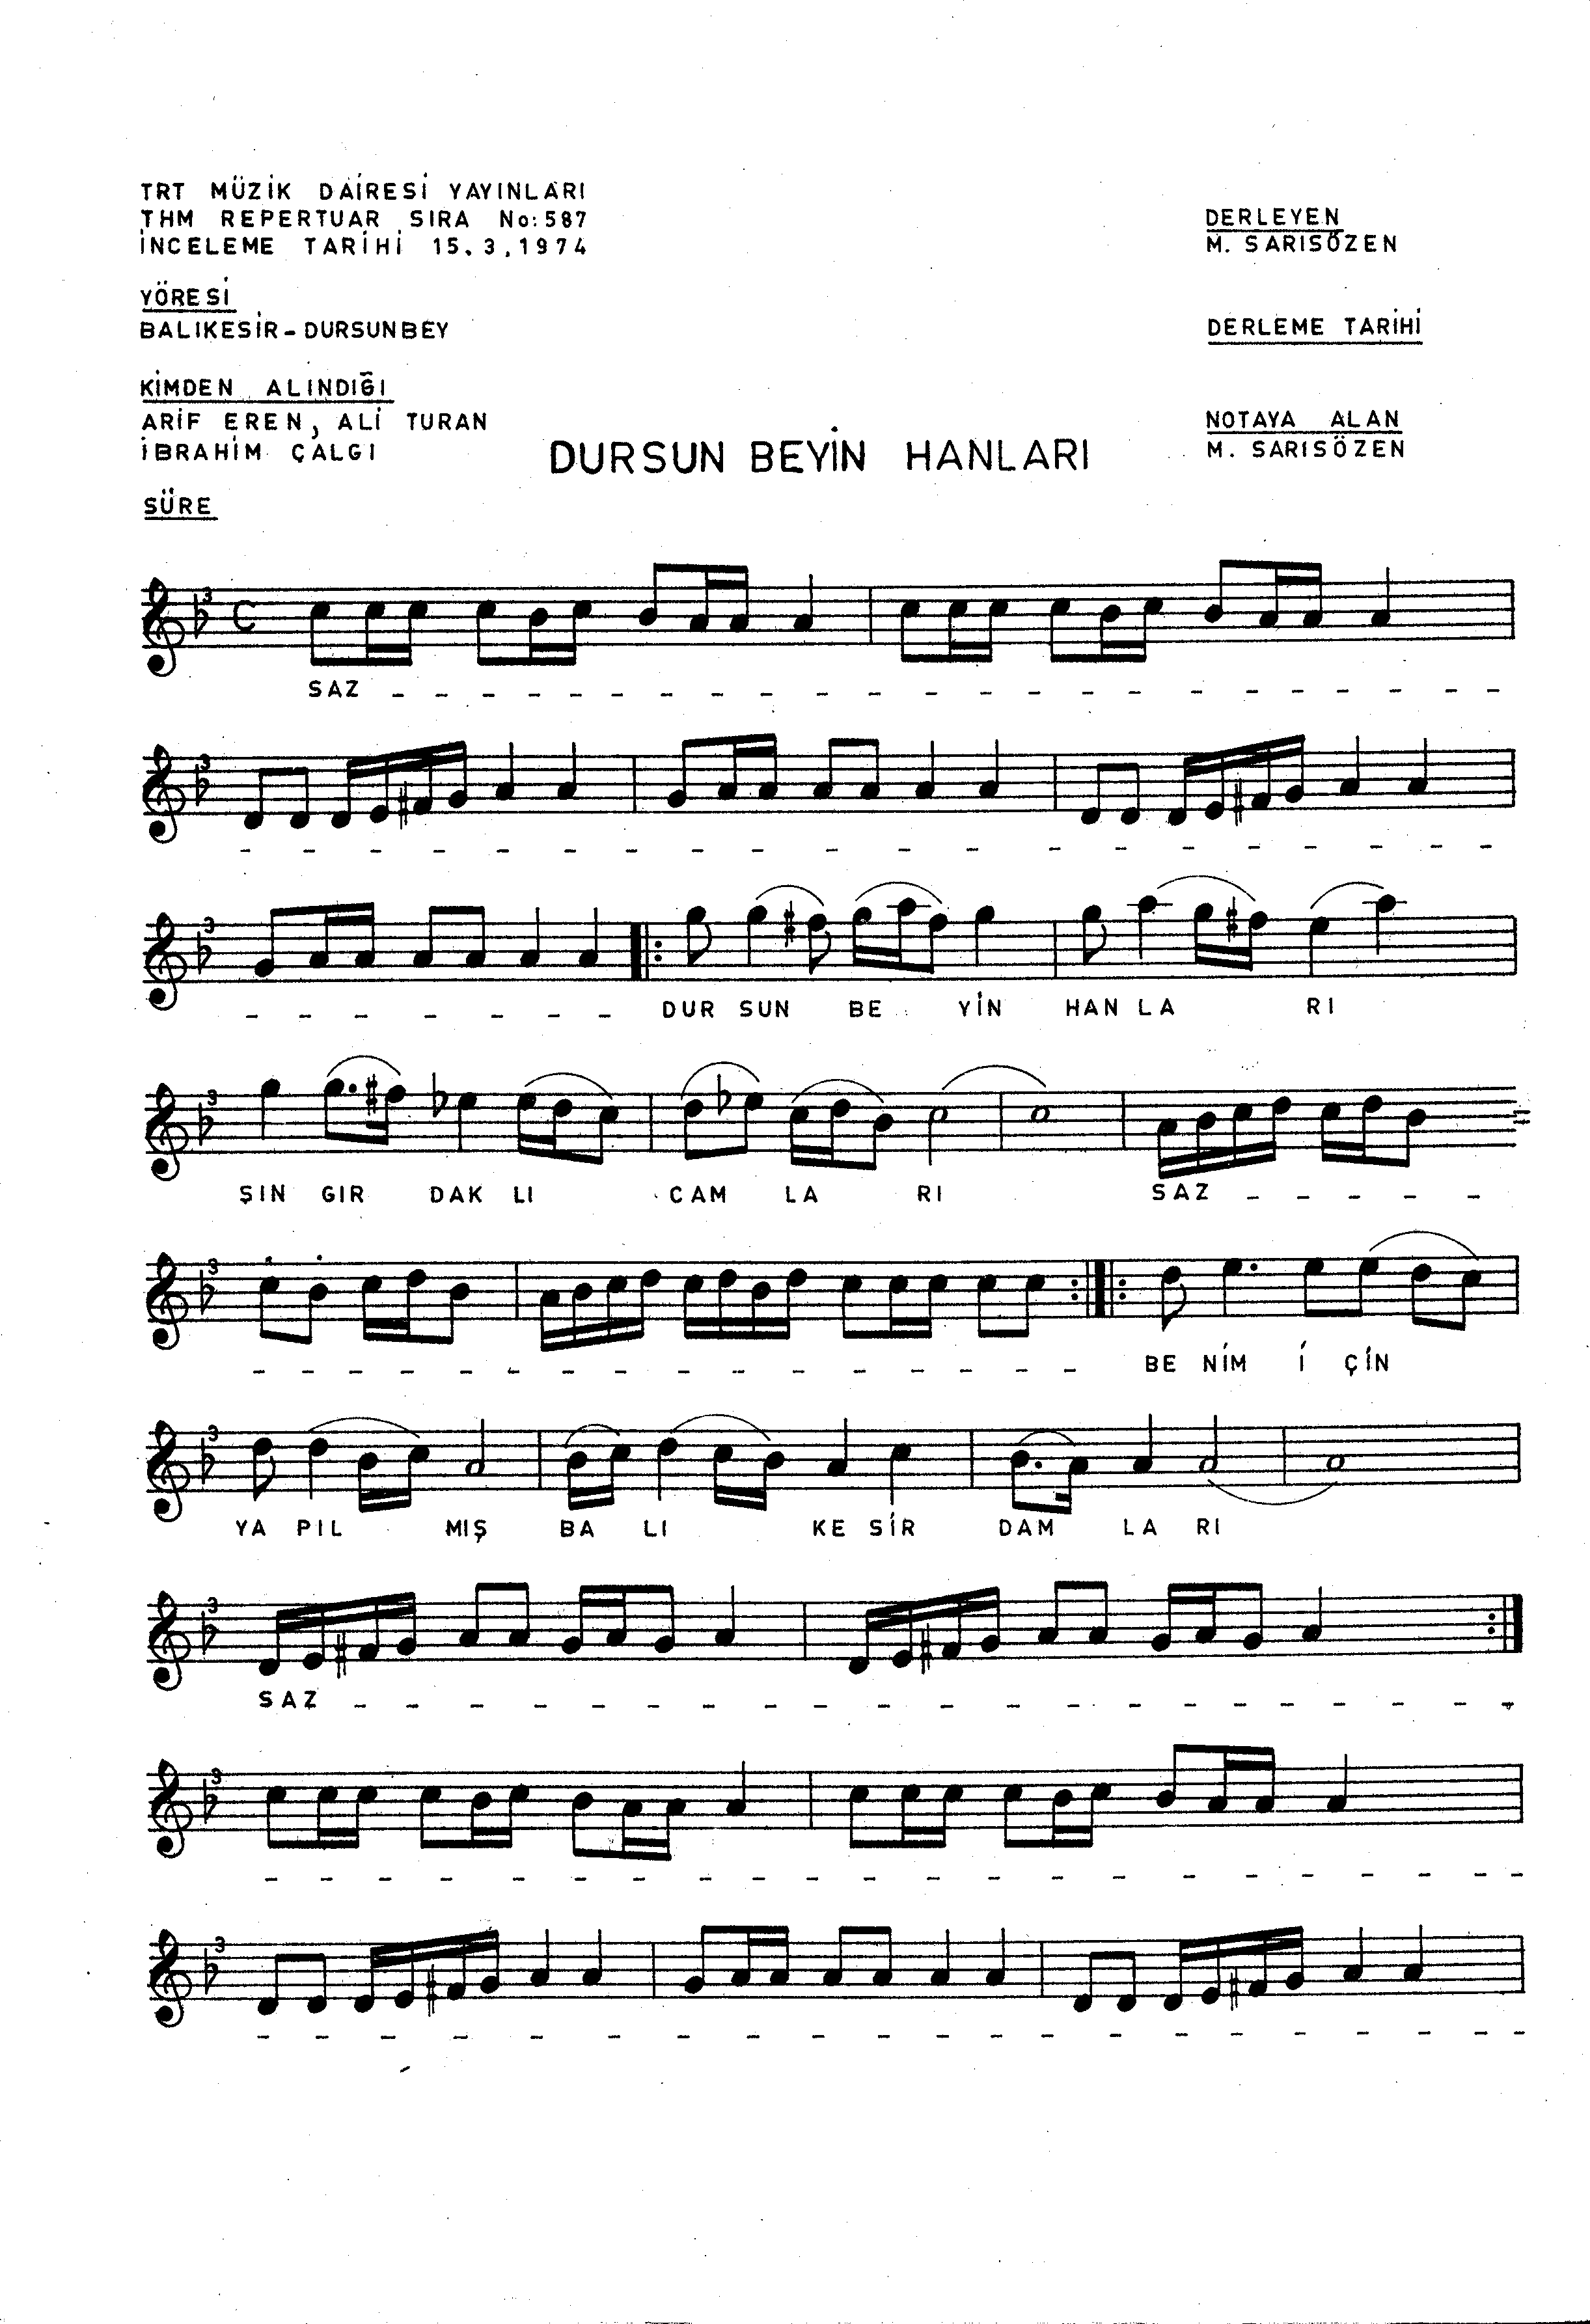 TRT MÜZİK DAİRESİ YAYINLARI
THM REPERTUAR SIRA No:587
İNCELEME TARİHİ 15.3.1974
DERLEYEN
M. SARISÖZEN
YÖRESİ
BALIKESİR-DURSUNBEY
DERLEME TARİHİ
KİMDEN ALINDIĞI
ARİF EREN, ALİ TURAN
İBRAHİM ÇALGI
NOTAYA ALAN
M. SARISÖZEN
DURSUN BEYİN HANLARI
SÜRE
SAZ _ _ _ _ _ _ _ _ _ _ _ _ _ _ _ _ _ _ _ _ _ _
DUR SUN BE YİN HAN LA RI
ŞIN GIR DAK LI CAM LA RI SAZ _ _ _ _ _
BE NİM İ ÇİN
YA PIL MIŞ BA LI KE SİR DAM LA RI
SAZ _ _ _ _ _ _ _ _ _ _ _ _ _ _ _ _ _ _ _ _